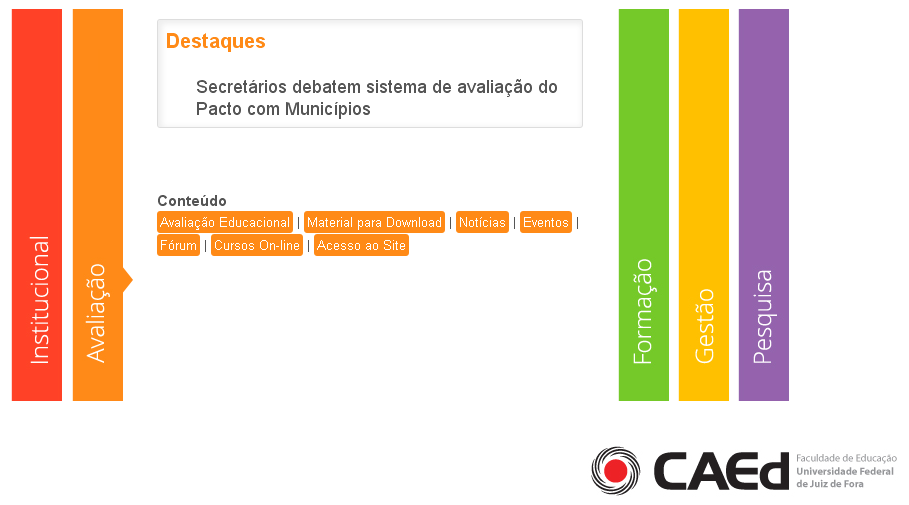 Institucional
Avaliação
Destaques
Secretários debatem sistema de avaliação do
Pacto com Municípios
Conteúdo
Avaliação Educacional | Material para Download | Notícias | Eventos |
Fórum | Cursos On-line | Acesso ao Site
Formação
Gestão
Pesquisa
CAEd
Faculdade de Educação
Universidade Federal
de Juiz de Fora